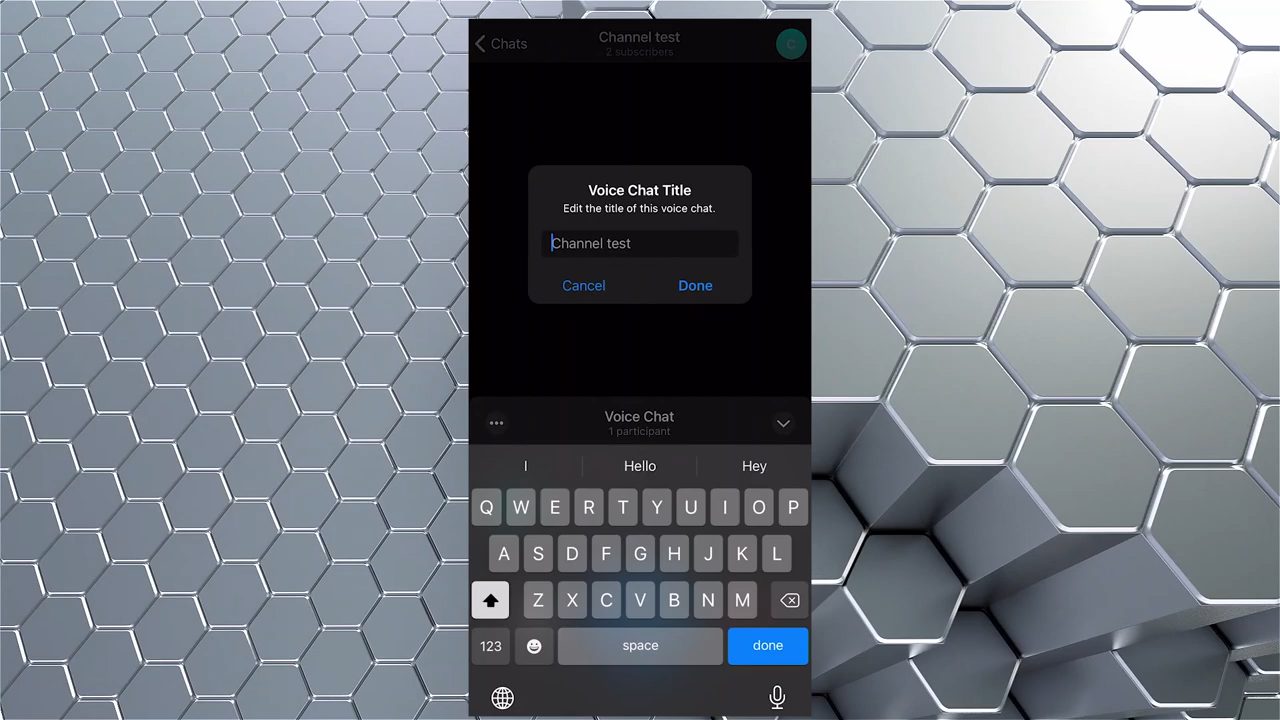 Chats
Channel test
2 subscribers
C
Voice Chat Title
Edit the title of this voice chat.
Channel test
Cancel Done
Voice Chat
1 participant
I Hello Hey
Q W E R T Y U I O P
A S D F G H J K L
Z X C V B N M
123 space done